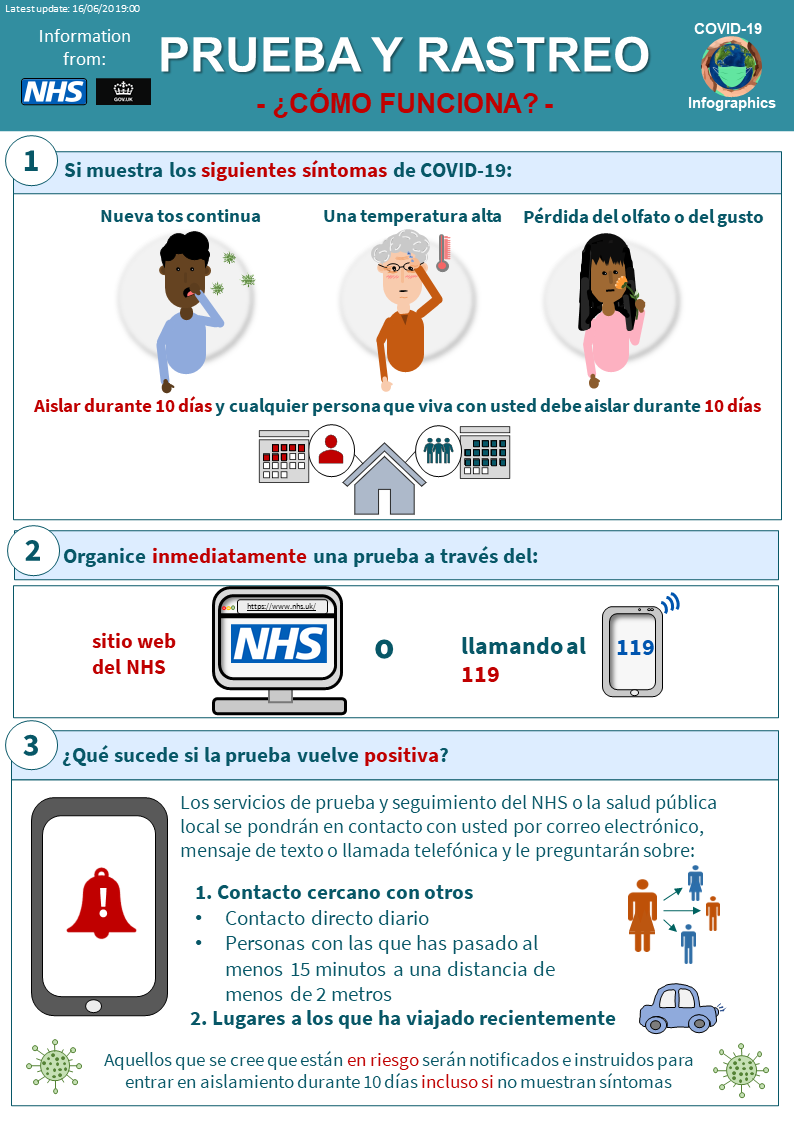 Latest update: 16/06/2019:00
Information
from:
NHS
GOV.UK
PRUEBA Y RASTREO
- ¿CÓMO FUNCIONA? -
COVID-19
Infographics
1
Si muestra los siguientes síntomas de COVID-19:
Nueva tos continua
Una temperatura alta
Pérdida del olfato o del gusto
Aislar durante 10 días y cualquier persona que viva con usted debe aislar durante 10 días
2
Organice inmediatamente una prueba a través del:
sitio web
del NHS
https://www.nhs.uk/
NHS
o
llamando al
119
119
3
¿Qué sucede si la prueba vuelve positiva?
Los servicios de prueba y seguimiento del NHS o la salud pública
local se pondrán en contacto con usted por correo electrónico,
mensaje de texto o llamada telefónica y le preguntarán sobre:
!
1. Contacto cercano con otros
• Contacto directo diario
• Personas con las que has pasado al
menos 15 minutos a una distancia de
menos de 2 metros
2. Lugares a los que ha viajado recientemente
Aquellos que se cree que están en riesgo serán notificados e instruidos para
entrar en aislamiento durante 10 días incluso si no muestran síntomas